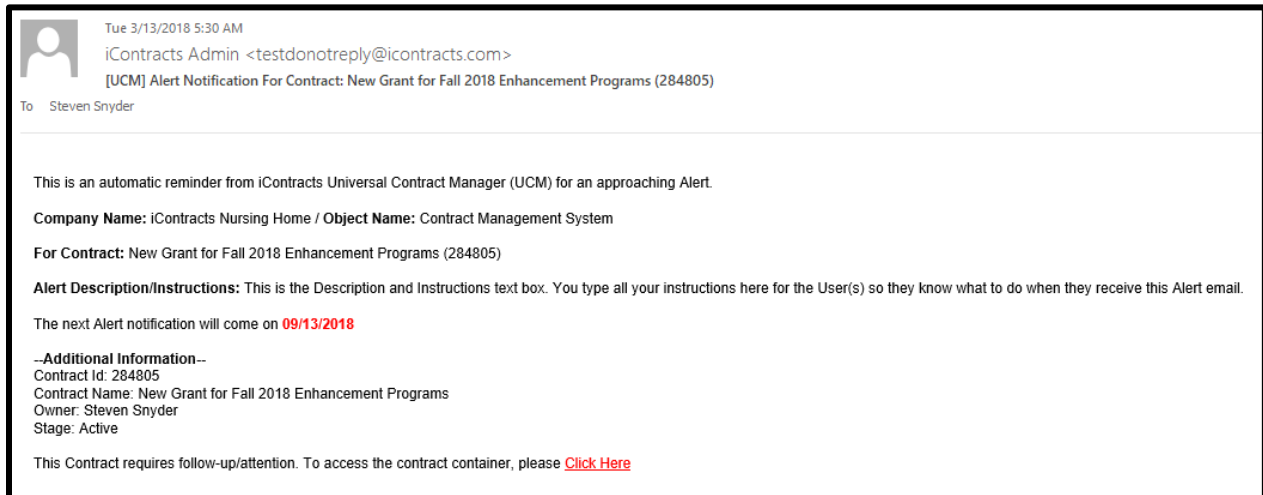 Tue 3/13/2018 5:30 AM
iContracts Admin <testdonotreply@icontracts.com>
[UCM] Alert Notification For Contract: New Grant for Fall 2018 Enhancement Programs (284805)
To Steven Snyder
This is an automatic reminder from iContracts Universal Contract Manager (UCM) for an approaching Alert.
Company Name: iContracts Nursing Home / Object Name: Contract Management System
For Contract: New Grant for Fall 2018 Enhancement Programs (284805)
Alert Description/Instructions: This is the Description and Instructions text box. You type all your instructions here for the User(s) so they know what to do when they receive this Alert email.
The next Alert notification will come on 09/13/2018
--Additional Information--
Contract Id: 284805
Contract Name: New Grant for Fall 2018 Enhancement Programs
Owner: Steven Snyder
Stage: Active
This Contract requires follow-up/attention. To access the contract container, please Click Here